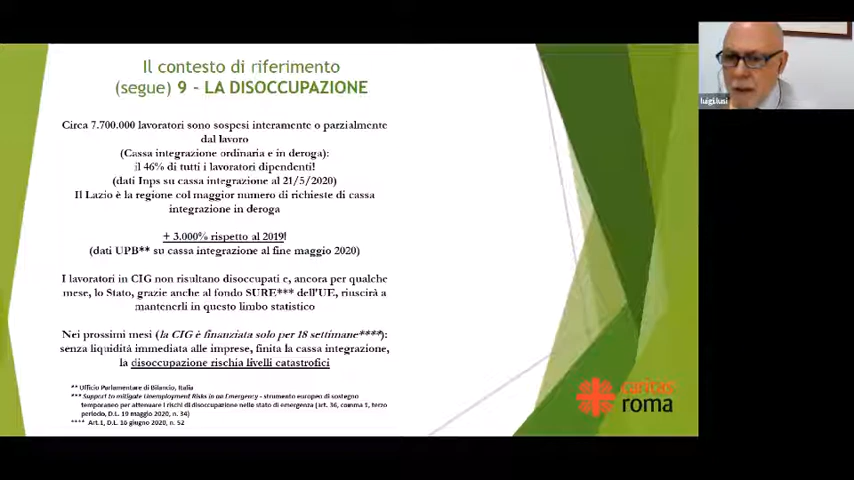 Il contesto di riferimento
(segue) 9 - LA DISOCCUPAZIONE
Circa 7.700.000 lavoratori sono sospesi interamente o parzialmente
dal lavoro
(Cassa integrazione ordinaria e in deroga):
il 46% di tutti i lavoratori dipendenti!
(dati Inps su cassa integrazione al 21/5/2020)
Il Lazio è la regione col maggior numero di richieste di cassa
integrazione in deroga
+ 3.000% rispetto al 2019!
(dati UPB** su cassa integrazione al fine maggio 2020)
I lavoratori in CIG non risultano disoccupati e, ancora per qualche
mese, lo Stato, grazie anche al fondo SURE*** dell'UE, riuscirà a
mantenerli in questo limbo statistico
Nei prossimi mesi (la CIG è finanziata solo per 18 settimane****):
senza liquidità immediata alle imprese, finita la cassa integrazione,
la disoccupazione rischia livelli catastrofici
** Ufficio Parlamentare di Bilancio, Italia
*** Support to mitigate Unemployment Risks in an Emergency - strumento europeo di sostegno
temporaneo per attenuare i rischi di disoccupazione nello stato di emergenza (art. 36, comma 1, terzo
periodo, D.L. 19 maggio 2020, n. 34)
**** Art.1, D.L. 16 giugno 2020, n. 52
caritas
roma
luigi.lusi